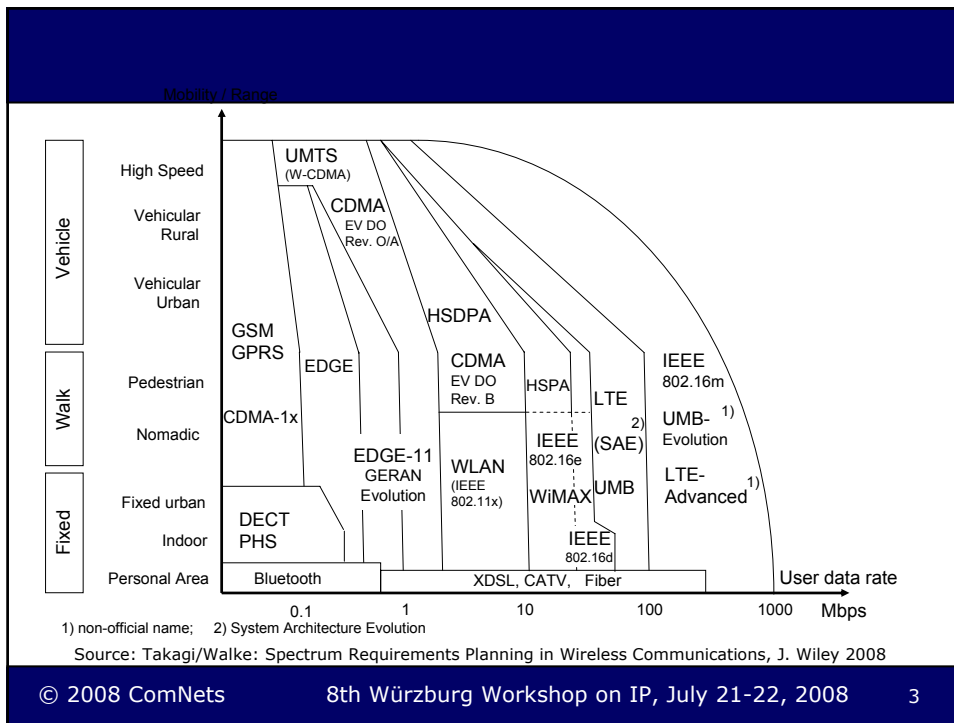 Mobility / Range
Vehicle
Walk
Fixed
High Speed
Vehicular
Rural
Vehicular
Urban
Pedestrian
Nomadic
Fixed urban
Indoor
Personal Area
UMTS
(W-CDMA)
CDMA
EV DO
Rev. O/A
HSDPA
GSM
GPRS
EDGE
CDMA-1x
CDMA
EV DO
Rev. B
HSPA
LTE
2)
(SAE)
IEEE
802.16m
UMB- 1)
Evolution
LTE- 1)
Advanced
EDGE-11
GERAN
Evolution
WLAN
(IEEE
802.11x)
IEEE
802.16e
WiMAX
UMB
IEEE
802.16d
DECT
PHS
Bluetooth
XDSL, CATV, Fiber
User data rate
0.1 1 10 100 1000 Mbps
1) non-official name; 2) System Architecture Evolution
Source: Takagi/Walke: Spectrum Requirements Planning in Wireless Communications, J. Wiley 2008
© 2008 ComNets 8th Würzburg Workshop on IP, July 21-22, 2008 3